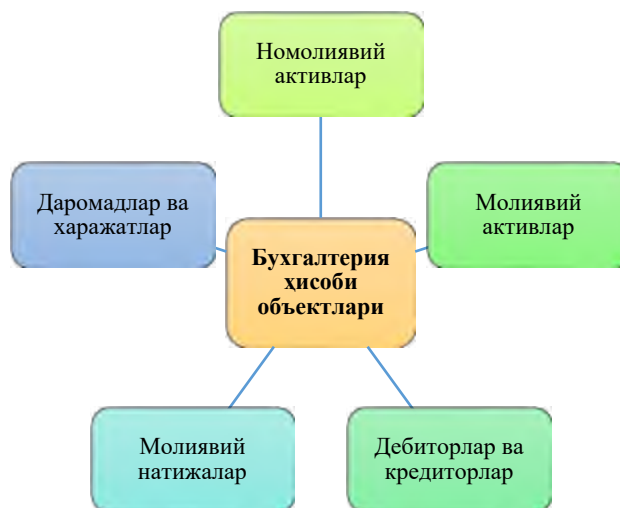 Номолиявий
активлар
Даромадлар ва
харажатлар
Молиявий
активлар
Бухгалтерия
ҳисоби
объектлари
Молиявий
натижалар
Дебиторлар ва
кредиторлар